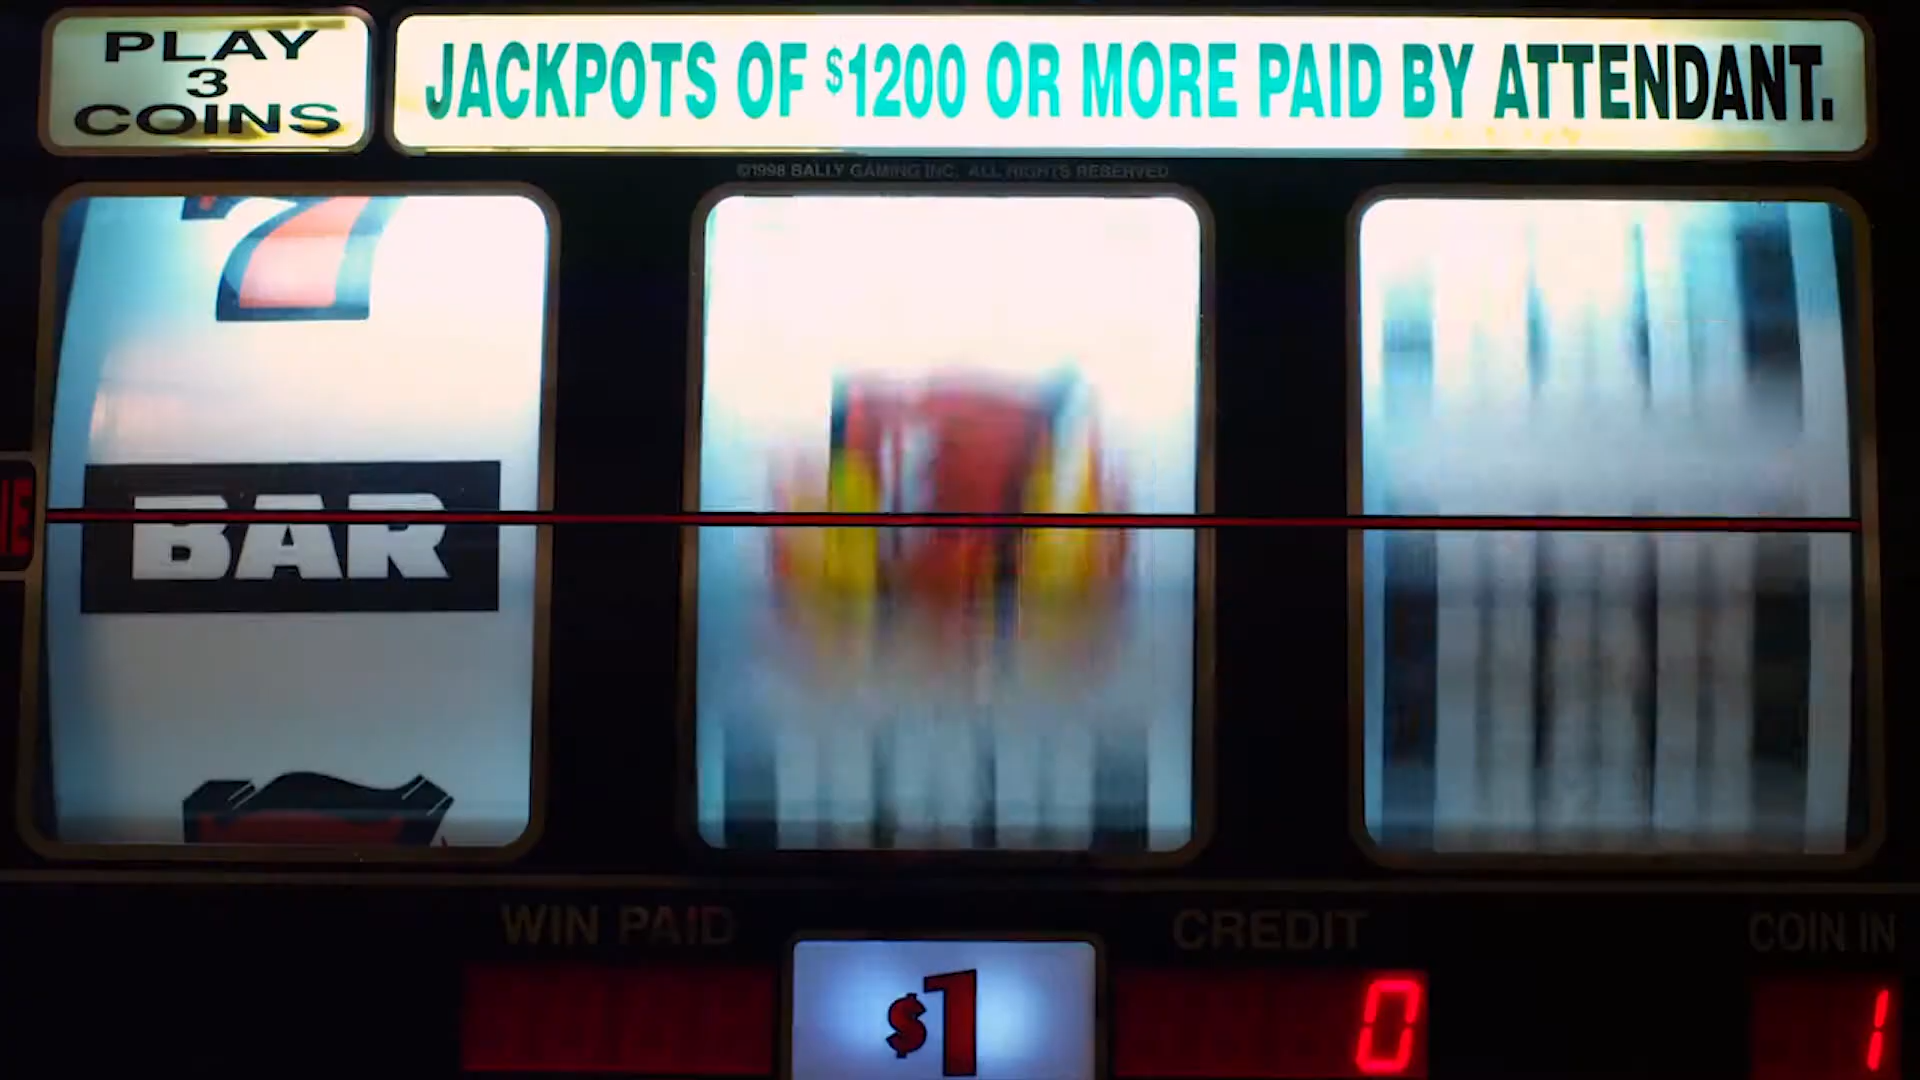 PLAY
3
COINS
JACKPOTS OF $1200 OR MORE PAID BY ATTENDANT.
©1998 BALLY GAMING INC. ALL RIGHTS RESERVED
7
BAR
WIN PAID
$1
CREDIT
0
COIN IN
1